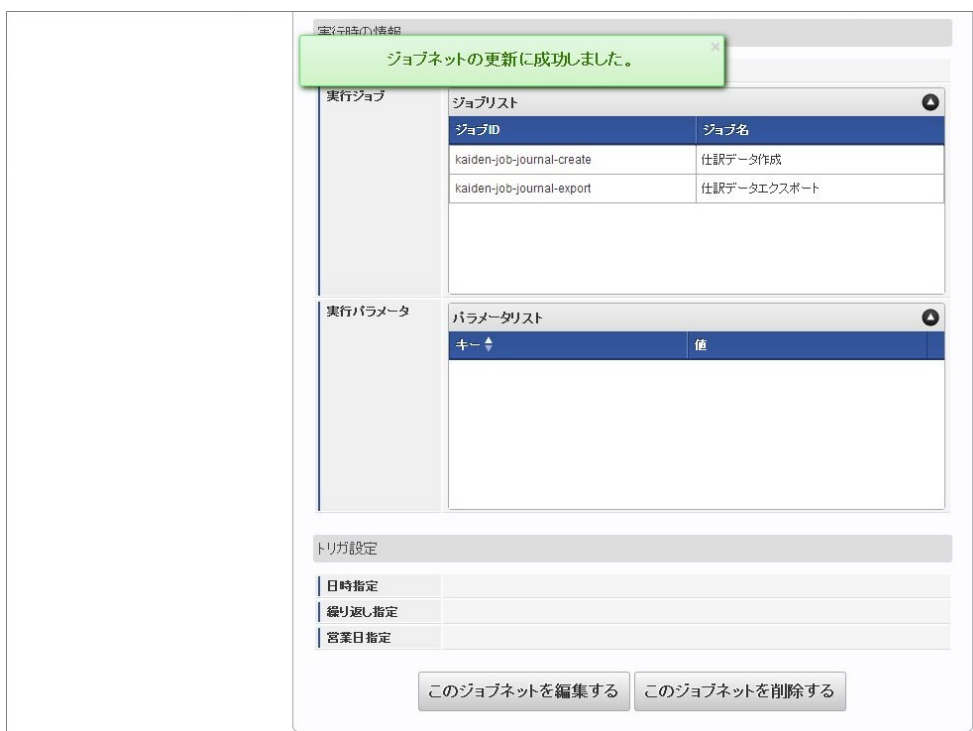 実行時の情報
ジョブネットの更新に成功しました。
×
実行ジョブ
ジョブリスト
ジョブID ジョブ名
kaiden-job-journal-create 仕訳データ作成
kaiden-job-journal-export 仕訳データエクスポート
実行パラメータ
パラメータリスト
キー 値
トリガ設定
日時指定
繰り返し指定
営業日指定
このジョブネットを編集する このジョブネットを削除する